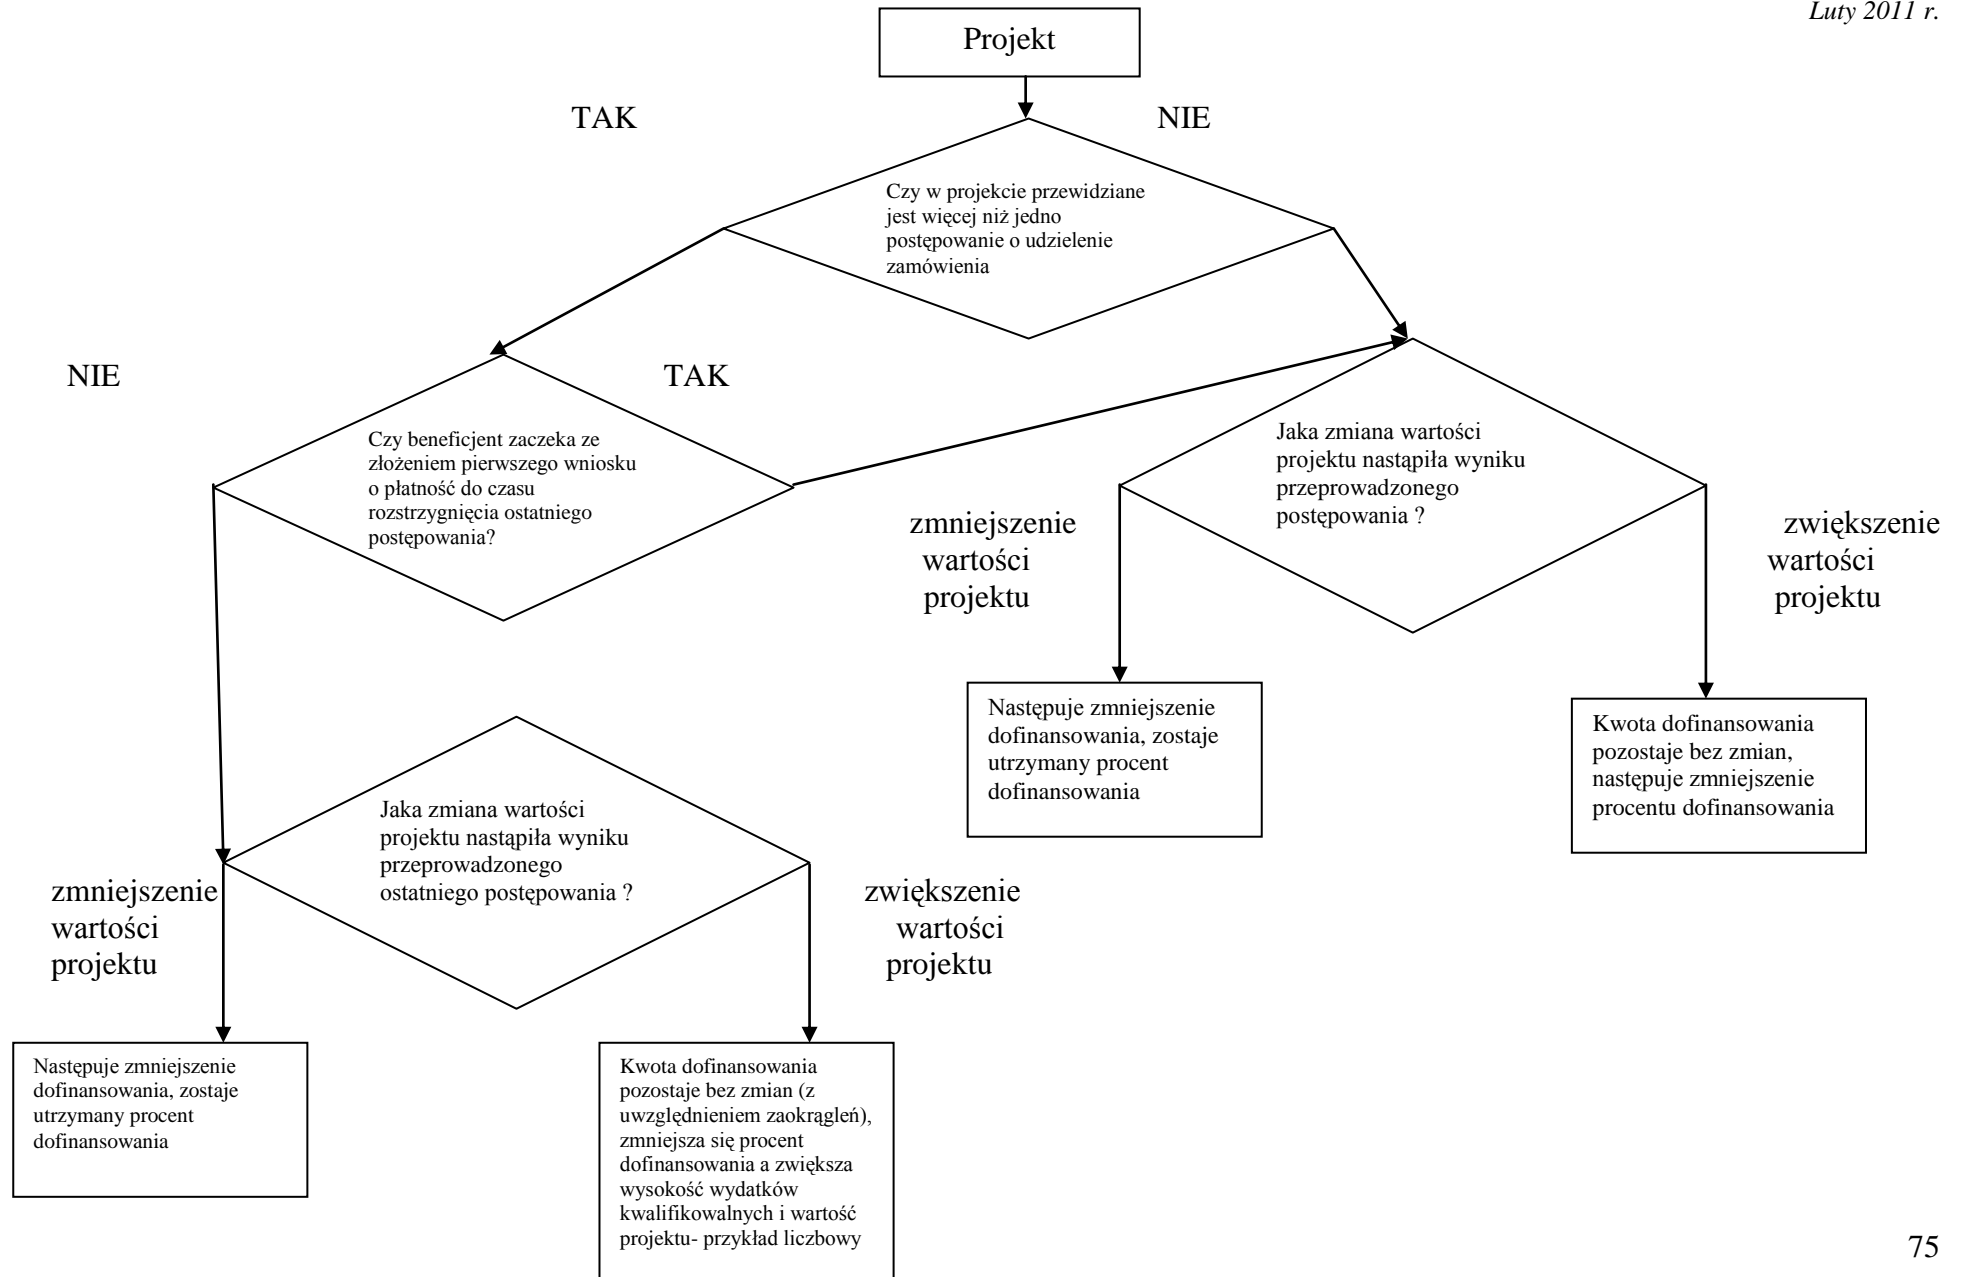 Luty 2011 r.
Projekt
TAK
NIE
Czy w projekcie przewidziane
jest więcej niż jedno
postępowanie o udzielenie
zamówienia
NIE
TAK
Czy beneficjent zaczeka ze
złożeniem pierwszego wniosku
o płatność do czasu
rozstrzygnięcia ostatniego
postępowania?
Jaka zmiana wartości
projektu nastąpiła wyniku
przeprowadzonego
postępowania ?
zmniejszenie
wartości
projektu
zwiększenie
wartości
projektu
Następuje zmniejszenie
dofinansowania, zostaje
utrzymany procent
dofinansowania
Kwota dofinansowania
pozostaje bez zmian,
następuje zmniejszenie
procentu dofinansowania
Jaka zmiana wartości
projektu nastąpiła wyniku
przeprowadzonego
ostatniego postępowania ?
zmniejszenie
wartości
projektu
zwiększenie
wartości
projektu
Następuje zmniejszenie
dofinansowania, zostaje
utrzymany procent
dofinansowania
Kwota dofinansowania
pozostaje bez zmian (z
uwzględnieniem zaokrągleń),
zmniejsza się procent
dofinansowania a zwiększa
wysokość wydatków
kwalifikowalnych i wartość
projektu- przykład liczbowy
75